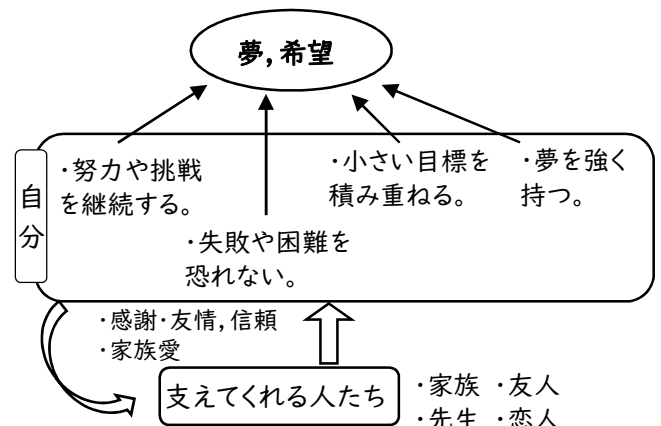 夢,希望
自分
・努力や挑戦
を継続する。
・失敗や困難を
恐れない。
・小さい目標を
積み重ねる。
・夢を強く
持つ。
・感謝・友情,信頼
・家族愛
支えてくれる人たち
・家族 ・友人
・先生 ・恋人